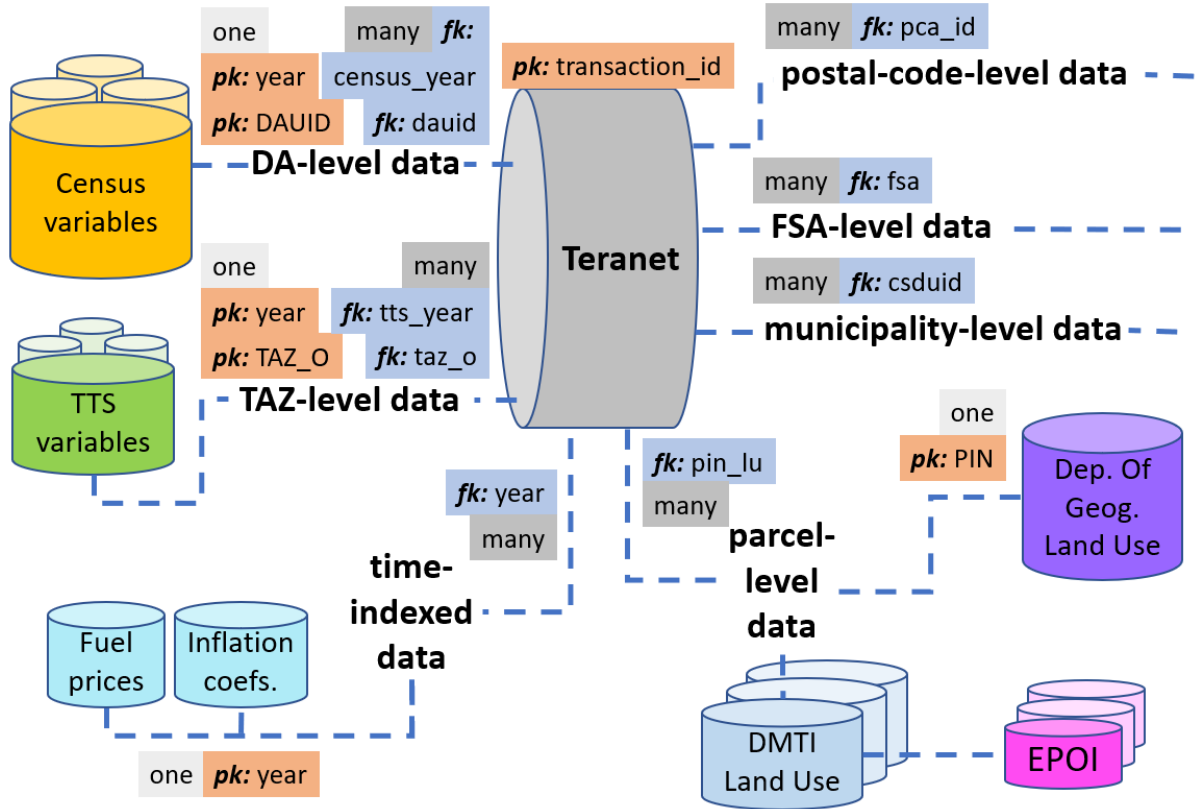 one
many fk:
pk: year
census_year
pk: DAUID
fk: dauid
DA-level data
Census
variables
pk: transaction_id
Teranet
many fk: pca_id
postal-code-level data
many fk: fsa
FSA-level data
many fk: csduid
municipality-level data
one
many
pk: year
fk: tts_year
pk: TAZ_O
fk: taz_o
TAZ-level data
TTS
variables
fk: year
many
time-
indexed
data
Fuel
prices
Inflation
coefs.
one pk: year
fk: pin_lu
many
parcel-
level
data
one
pk: PIN
Dep. Of
Geog.
Land Use
DMTI
Land Use
EPOI